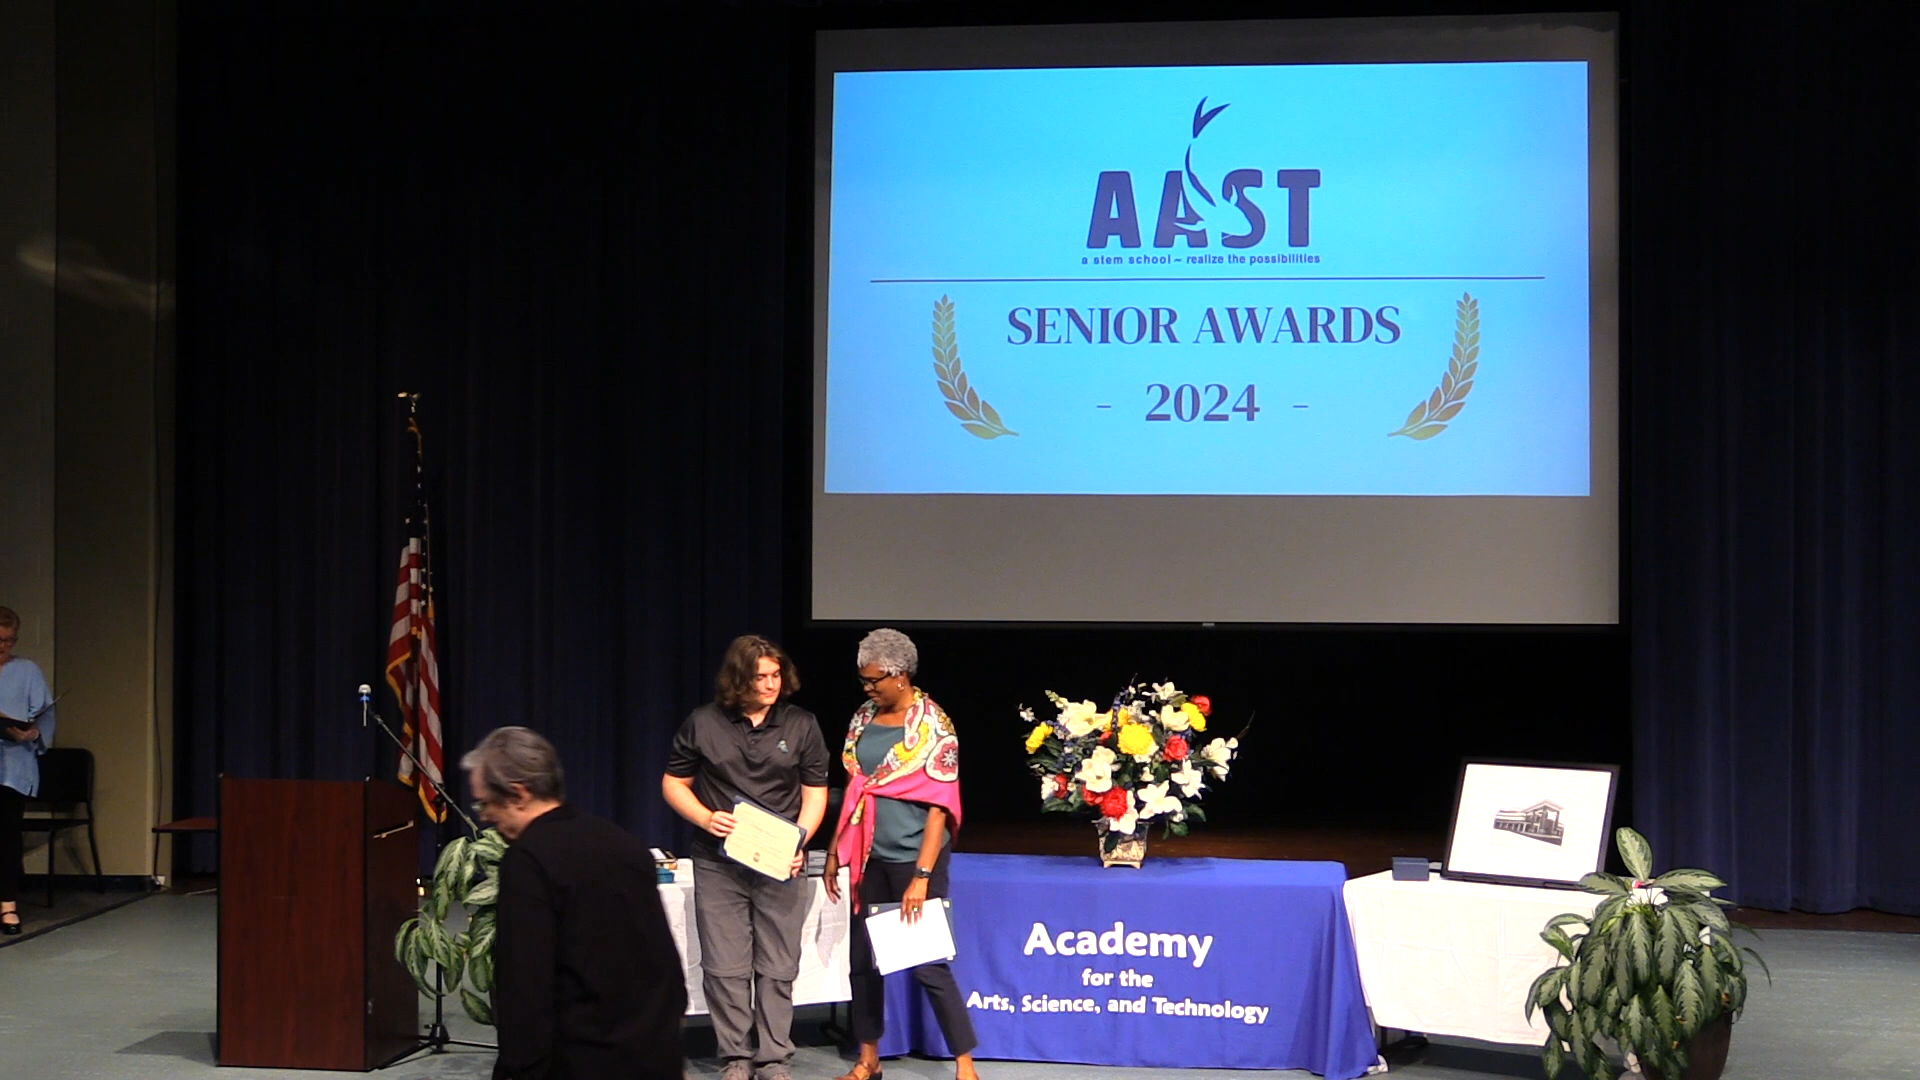 AAST
a stem school – realize the possibilities
SENIOR AWARDS
- 2024 -
Academy
for the
Arts, Science, and Technology